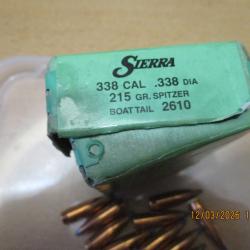 SIERRA
338 CAL .338 DIA
215 GR. SPITZER
BOATTAIL 2610
12/03/2026